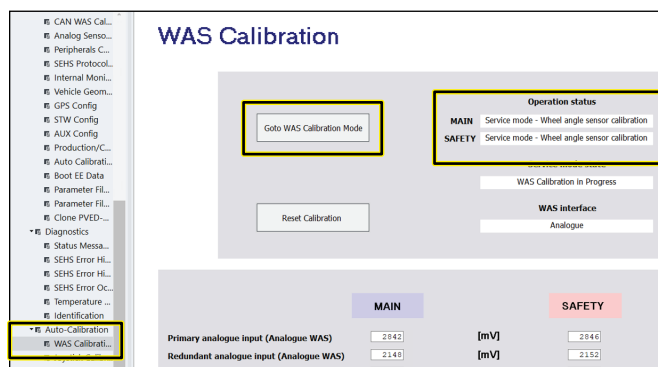 CAN WAS Cal...
Analog Senso...
Peripherals C...
SEHS Protocol...
Internal Moni...
Vehicle Geom...
GPS Config
STW Config
AUX Config
Production/C...
Auto Calibrati...
Boot EE Data
Parameter Fil...
Parameter Fil...
Clone PVED-...
Diagnostics
Status Messa...
SEHS Error Hi...
SEHS Error Hi...
SEHS Error Oc...
Temperature ...
Identification
Auto-Calibration
WAS Calibrati...
WAS Calibration
Goto WAS Calibration Mode
Operation status
MAIN Service mode - Wheel angle sensor calibration
SAFETY Service mode - Wheel angle sensor calibration
WAS Calibration in Progress
Reset Calibration
WAS interface
Analogue
MAIN SAFETY
Primary analogue input (Analogue WAS) 2842 [mV] 2846
Redundant analogue input (Analogue WAS) 2148 [mV] 2152